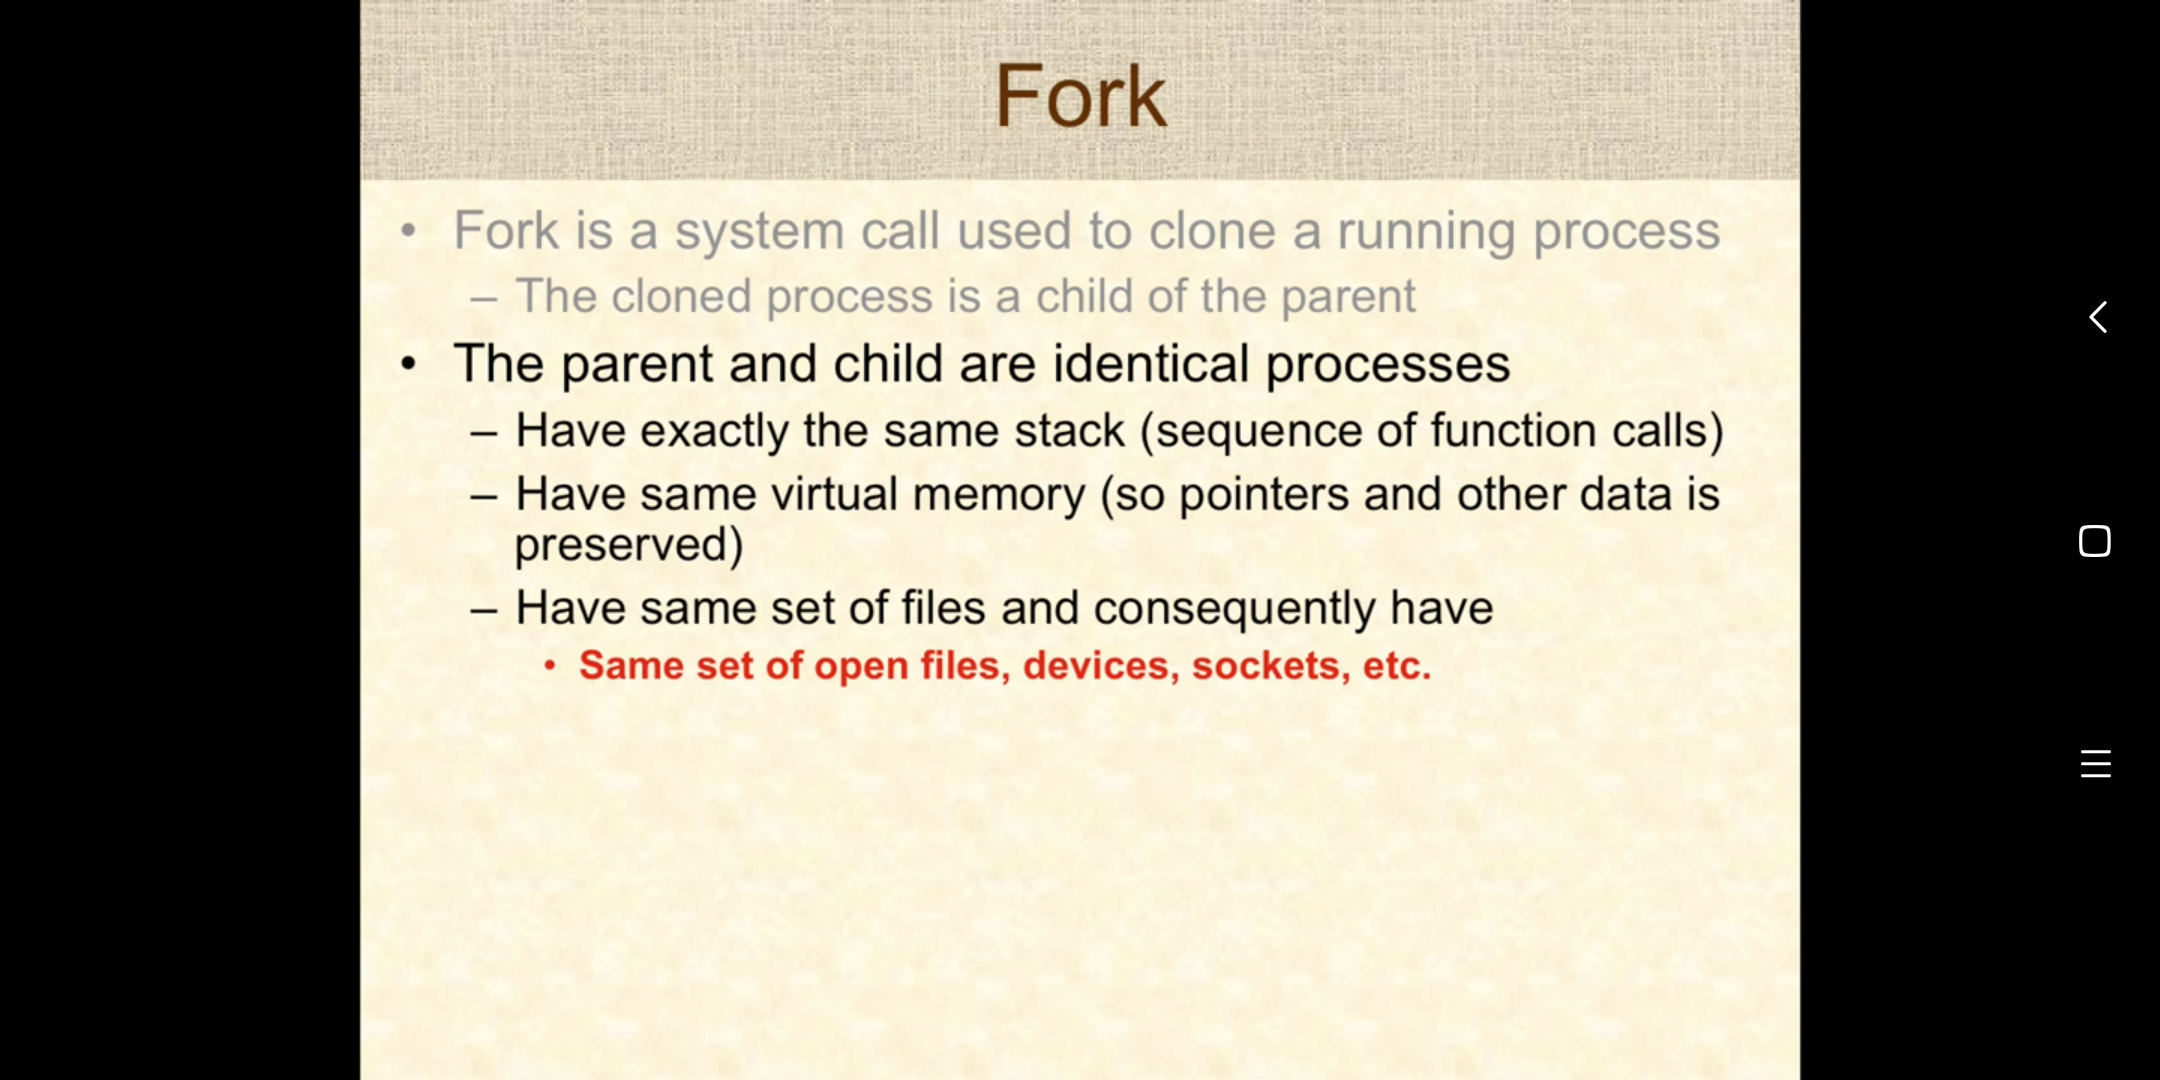 Fork
• Fork is a system call used to clone a running process
– The cloned process is a child of the parent
• The parent and child are identical processes
– Have exactly the same stack (sequence of function calls)
– Have same virtual memory (so pointers and other data is
preserved)
– Have same set of files and consequently have
• Same set of open files, devices, sockets, etc.